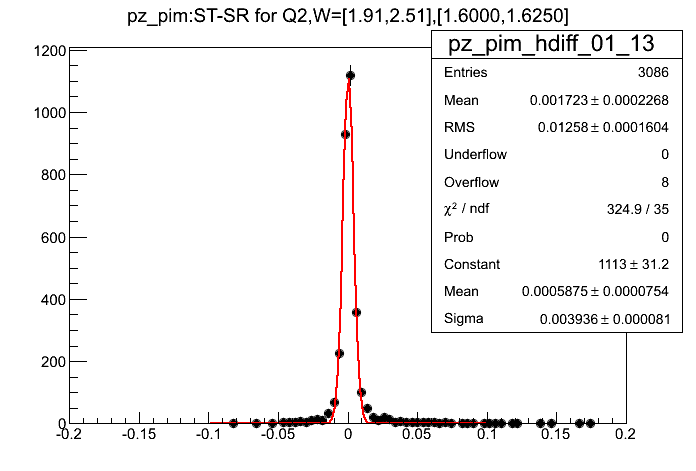 pz_pim:ST-SR for Q2,W=[1.91,2.51],[1.6000,1.6250]
pz_pim_hdiff_01_13
Entries 3086
Mean 0.001723 ± 0.0002268
RMS 0.01258 ± 0.0001604
Underflow 0
Overflow 8
χ² / ndf 324.9 / 35
Prob 0
Constant 1113 ± 31.2
Mean 0.0005875 ± 0.0000754
Sigma 0.003936 ± 0.000081
1200
1000
800
600
400
200
0
-0.2 -0.15 -0.1 -0.05 0 0.05 0.1 0.15 0.2